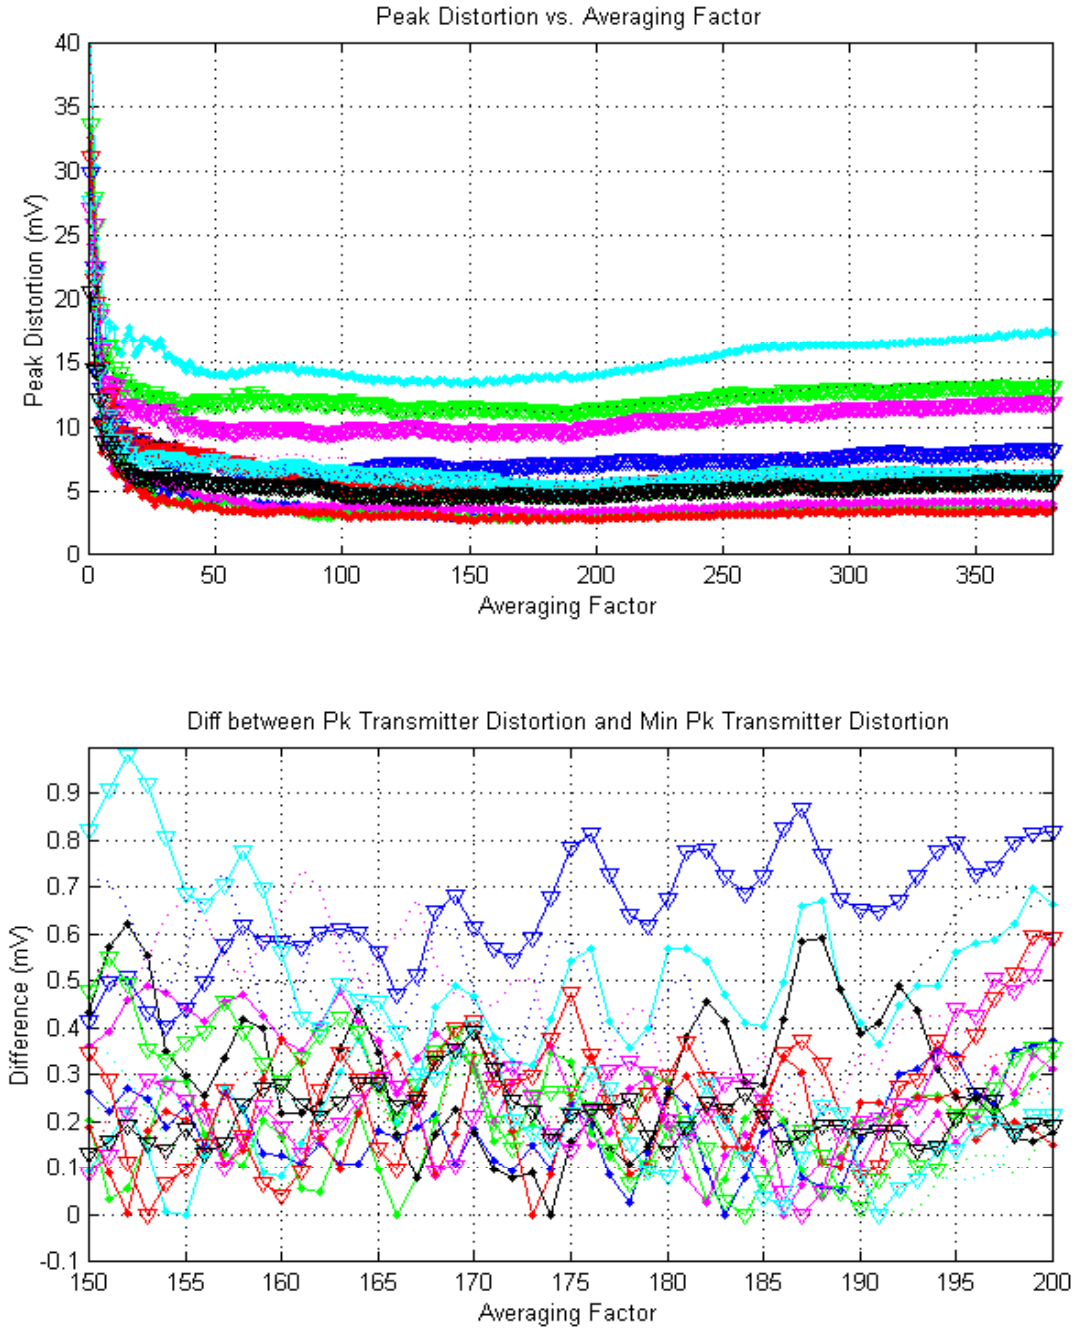 Peak Distortion vs. Averaging Factor
40
35
30
25
20
15
10
5
0
Peak Distortion (mV)
0 50 100 150 200 250 300 350
Averaging Factor
Diff between Pk Transmitter Distortion and Min Pk Transmitter Distortion
0.9
0.8
0.7
0.6
0.5
0.4
0.3
0.2
0.1
0
-0.1
Difference (mV)
150 155 160 165 170 175 180 185 190 195 200
Averaging Factor